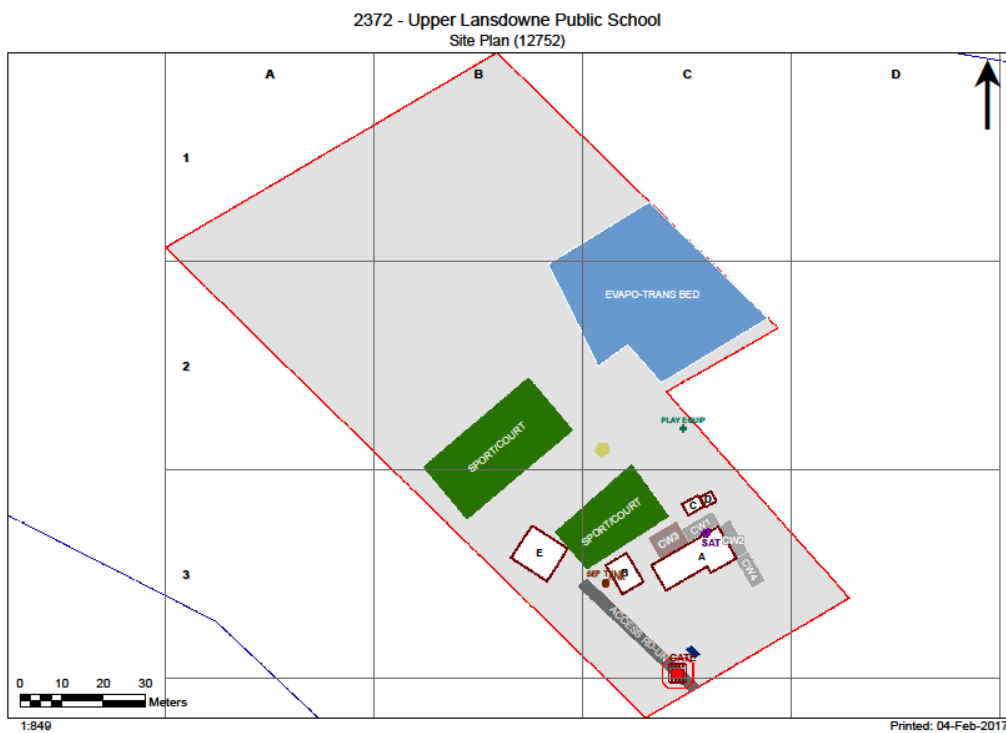 2372 - Upper Lansdowne Public School
Site Plan (12752)
A
B
C
D
1
EVAPO-TRANS BED
2
PLAY EQUIP
SPORT/COURT
SPORT/COURT
C
D
CW1
CW2
CW3
SAT
A
CW4
E
B
SEP
3
ACCESS RD-UN
GATE
0 10 20 30
Meters
1:849
Printed: 04-Feb-2017